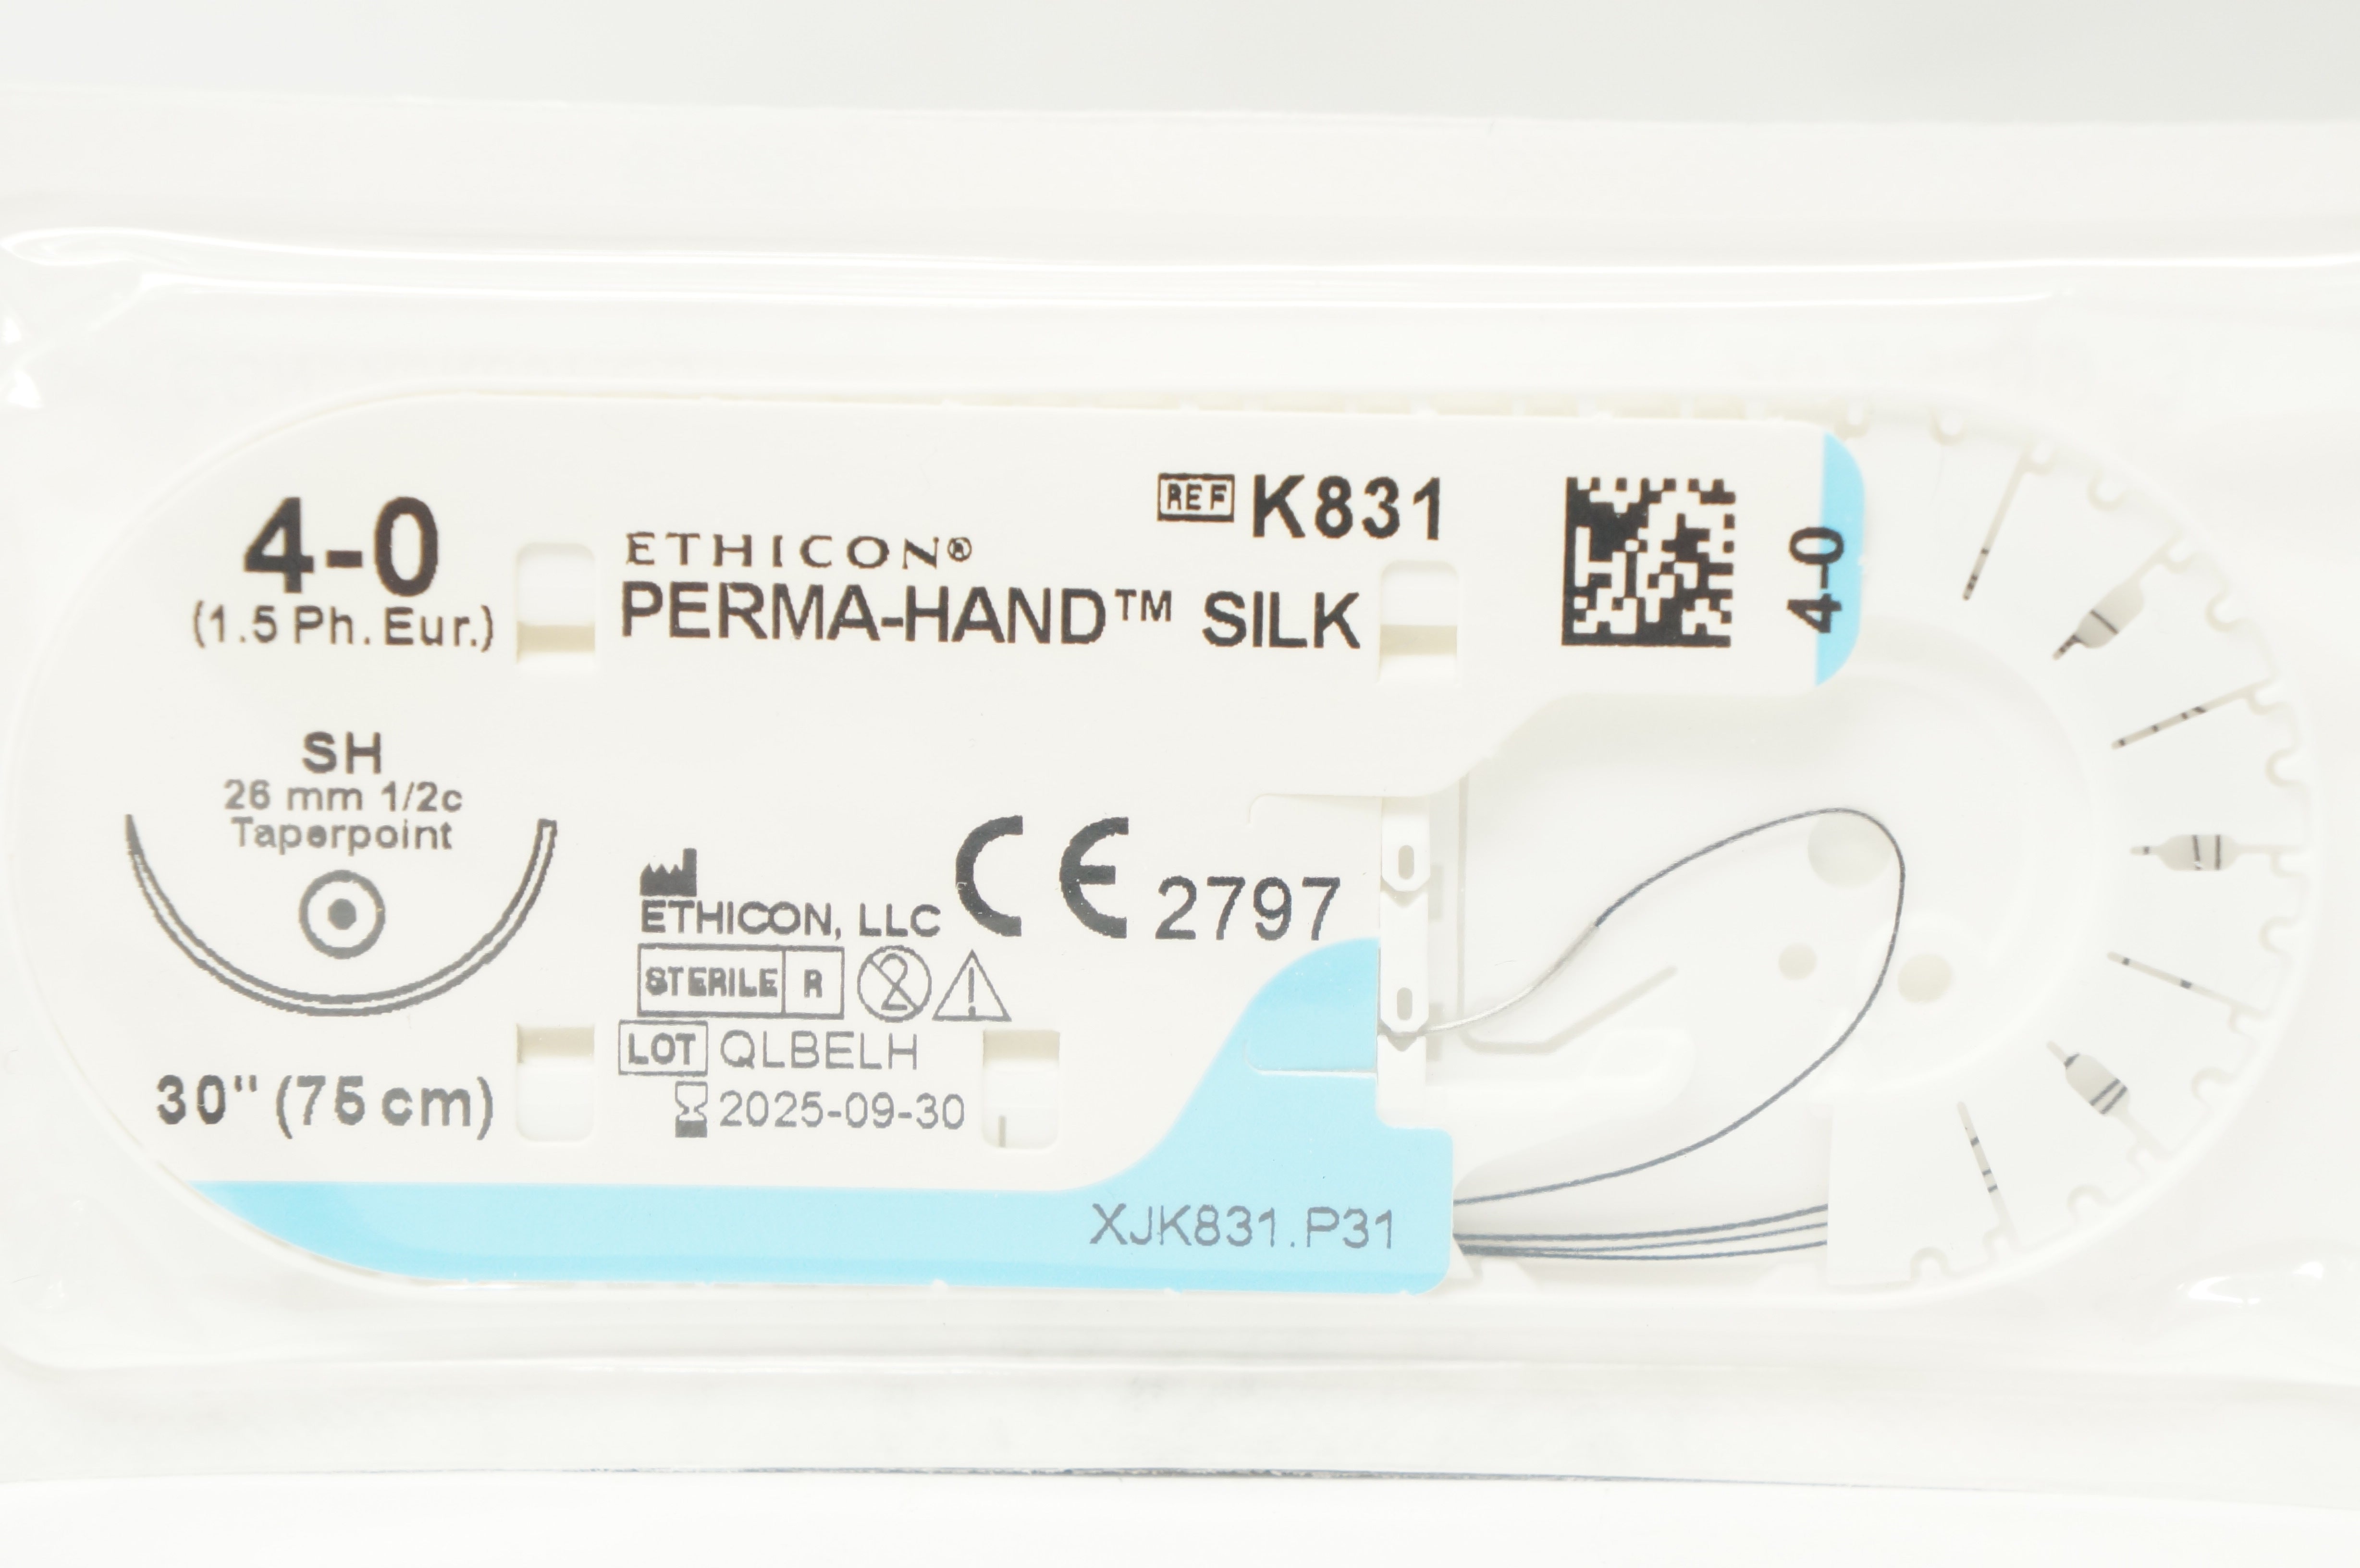 4-0
(1.5 Ph. Eur.)
SH
26 mm 1/2c
Taperpoint
30" (75 cm)
REF K831
ETHICON®
PERMA-HAND™ SILK
4-0
CE 2797
ETHICON, LLC
STERILE R
2
LOT QLBELH
2025-09-30
XJK831.P31